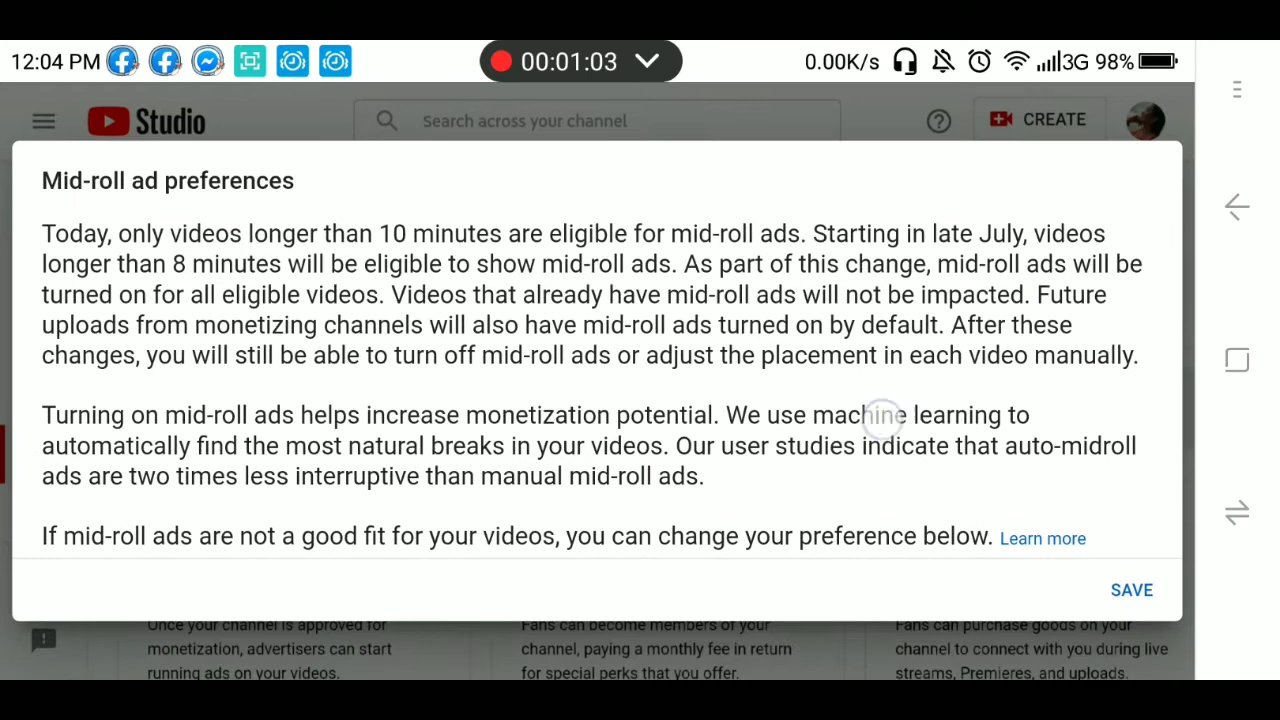 12:04 PM 00:01:03 0.00K/s 3G 98%
Studio Search across your channel CREATE
Mid-roll ad preferences
Today, only videos longer than 10 minutes are eligible for mid-roll ads. Starting in late July, videos
longer than 8 minutes will be eligible to show mid-roll ads. As part of this change, mid-roll ads will be
turned on for all eligible videos. Videos that already have mid-roll ads will not be impacted. Future
uploads from monetizing channels will also have mid-roll ads turned on by default. After these
changes, you will still be able to turn off mid-roll ads or adjust the placement in each video manually.
Turning on mid-roll ads helps increase monetization potential. We use machine learning to
automatically find the most natural breaks in your videos. Our user studies indicate that auto-midroll
ads are two times less interruptive than manual mid-roll ads.
If mid-roll ads are not a good fit for your videos, you can change your preference below. Learn more
SAVE
Once your channel is approved for
monetization, advertisers can start
running ads on your videos.
Fans can become members of your
channel, paying a monthly fee in return
for special perks that you offer.
Fans can purchase goods on your
channel to connect with you during live
streams, Premieres, and uploads.